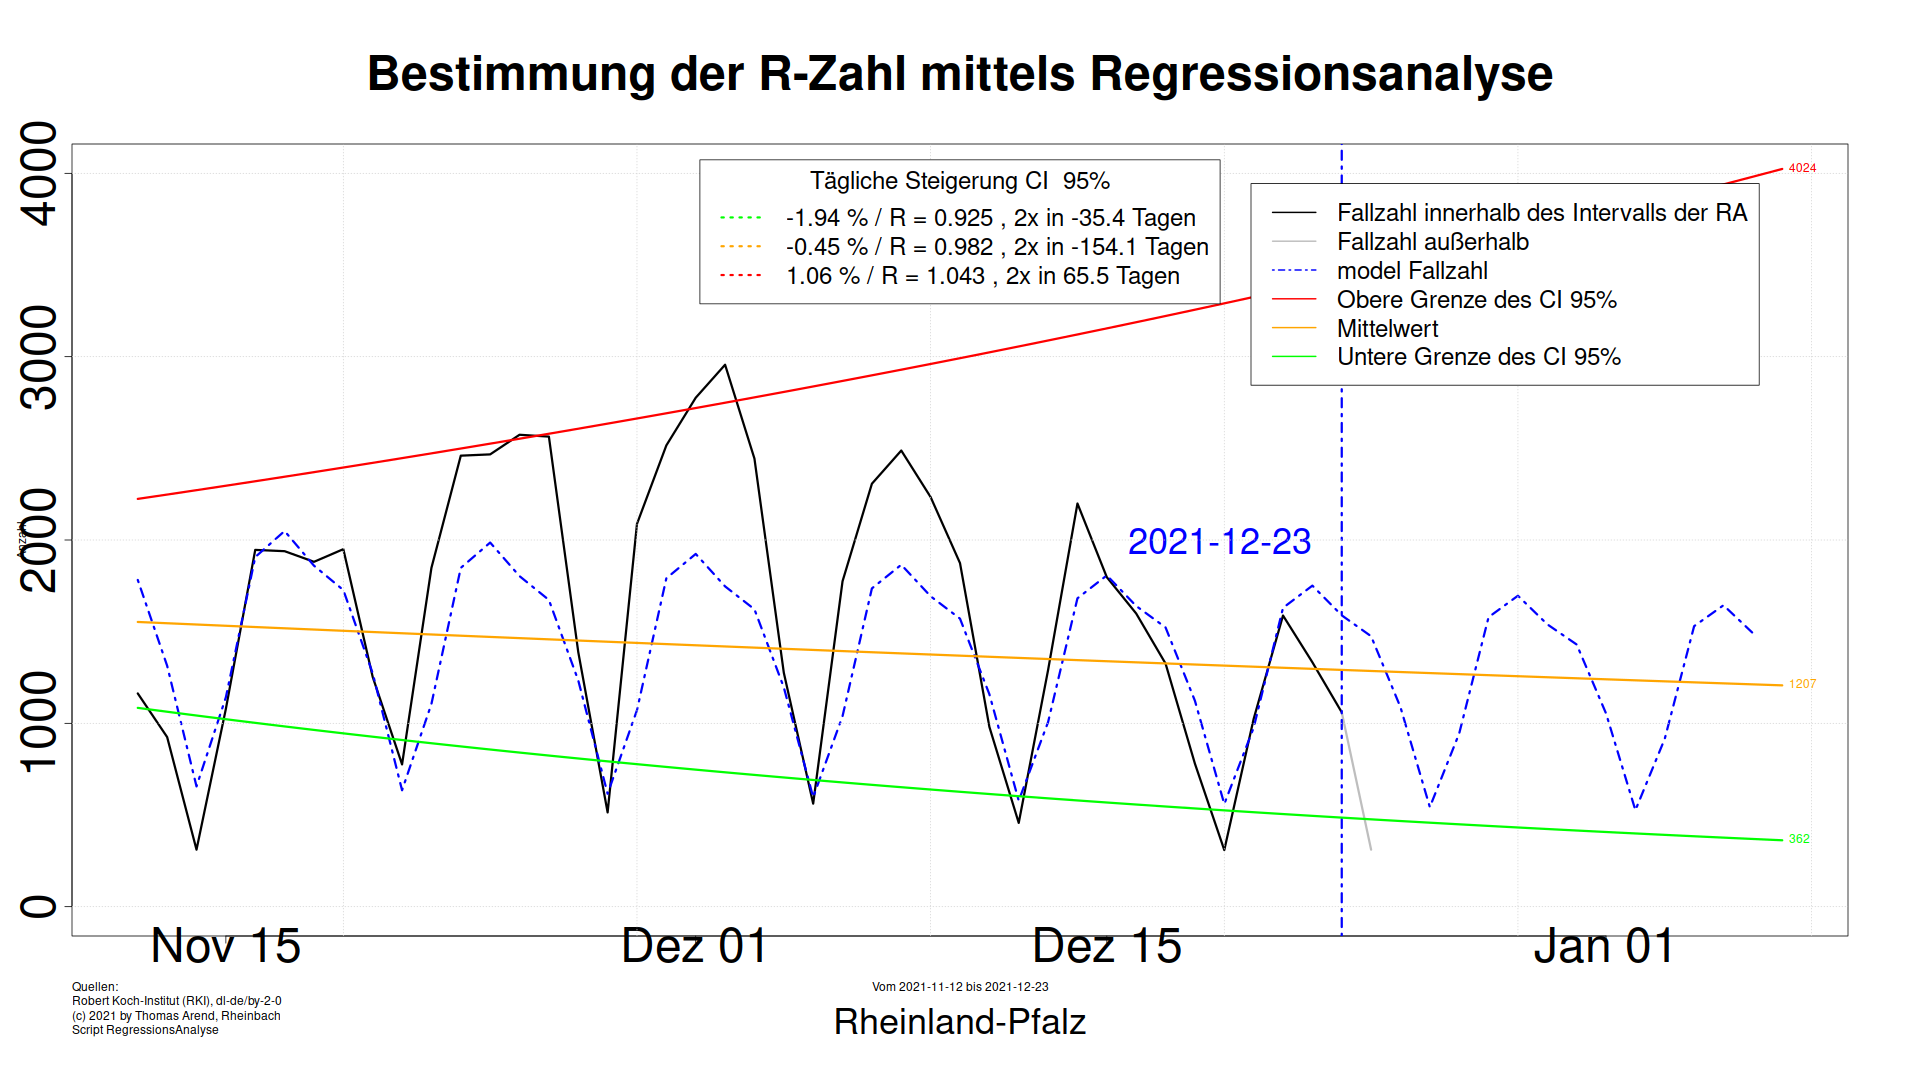 Bestimmung der R-Zahl mittels Regressionsanalyse
Anzahl
4000
3000
2000
1000
0
Tägliche Steigerung CI  95%
-1.94 % / R = 0.925 , 2x in -35.4 Tagen
-0.45 % / R = 0.982 , 2x in -154.1 Tagen
1.06 % / R = 1.043 , 2x in 65.5 Tagen
Fallzahl innerhalb des Intervalls der RA
Fallzahl außerhalb
model Fallzahl
Obere Grenze des CI 95%
Mittelwert
Untere Grenze des CI 95%
4024
2021-12-23
1207
362
Nov 15
Dez 01
Dez 15
Jan 01
Quellen:
Robert Koch-Institut (RKI), dl-de/by-2-0
(c) 2021 by Thomas Arend, Rheinbach
Script RegressionsAnalyse
Vom 2021-11-12 bis 2021-12-23
Rheinland-Pfalz